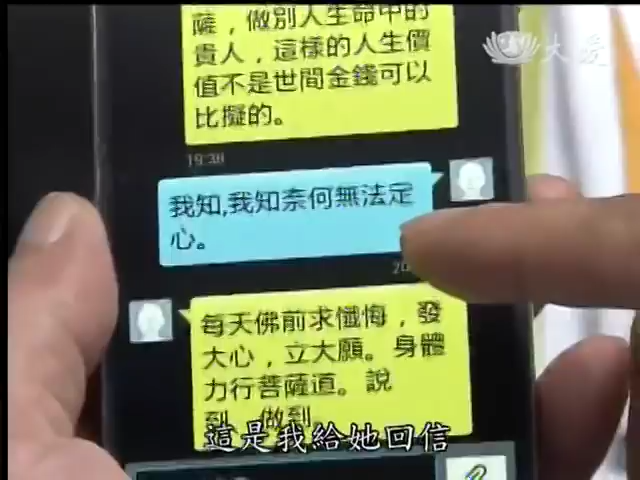 薩，做別人生命中的
貴人，這樣的人生價
值不是世間金錢可以
比擬的。
19:38
我知,我知奈何無法定
心。
每天佛前求懺悔，發
大心，立大願。身體
力行菩薩道。說
到，做到。
這是我給她回信
大愛